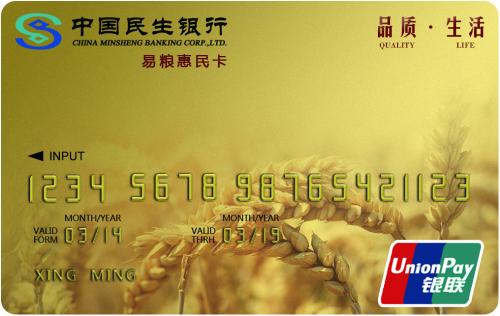 中国民生银行
CHINA MINSHENG BANKING CORP.,LTD.
易粮惠民卡
品质·生活
QUALITY LIFE
INPUT
1234 5678 98765421123
MONTH/YEAR MONTH/YEAR
VALID FORM 03/14 VALID THRU. 03/19
XING MING
UnionPay
银联